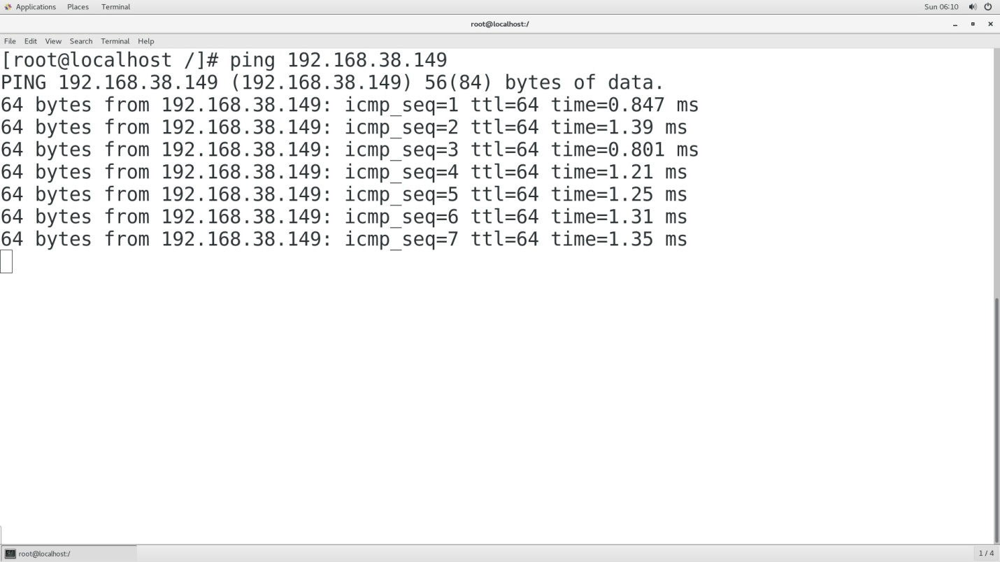 Applications Places Terminal Sun 06:10
root@localhost:/
File Edit View Search Terminal Help
[root@localhost /]# ping 192.168.38.149
PING 192.168.38.149 (192.168.38.149) 56(84) bytes of data.
64 bytes from 192.168.38.149: icmp_seq=1 ttl=64 time=0.847 ms
64 bytes from 192.168.38.149: icmp_seq=2 ttl=64 time=1.39 ms
64 bytes from 192.168.38.149: icmp_seq=3 ttl=64 time=0.801 ms
64 bytes from 192.168.38.149: icmp_seq=4 ttl=64 time=1.21 ms
64 bytes from 192.168.38.149: icmp_seq=5 ttl=64 time=1.25 ms
64 bytes from 192.168.38.149: icmp_seq=6 ttl=64 time=1.31 ms
64 bytes from 192.168.38.149: icmp_seq=7 ttl=64 time=1.35 ms
root@localhost:/ 1 / 4